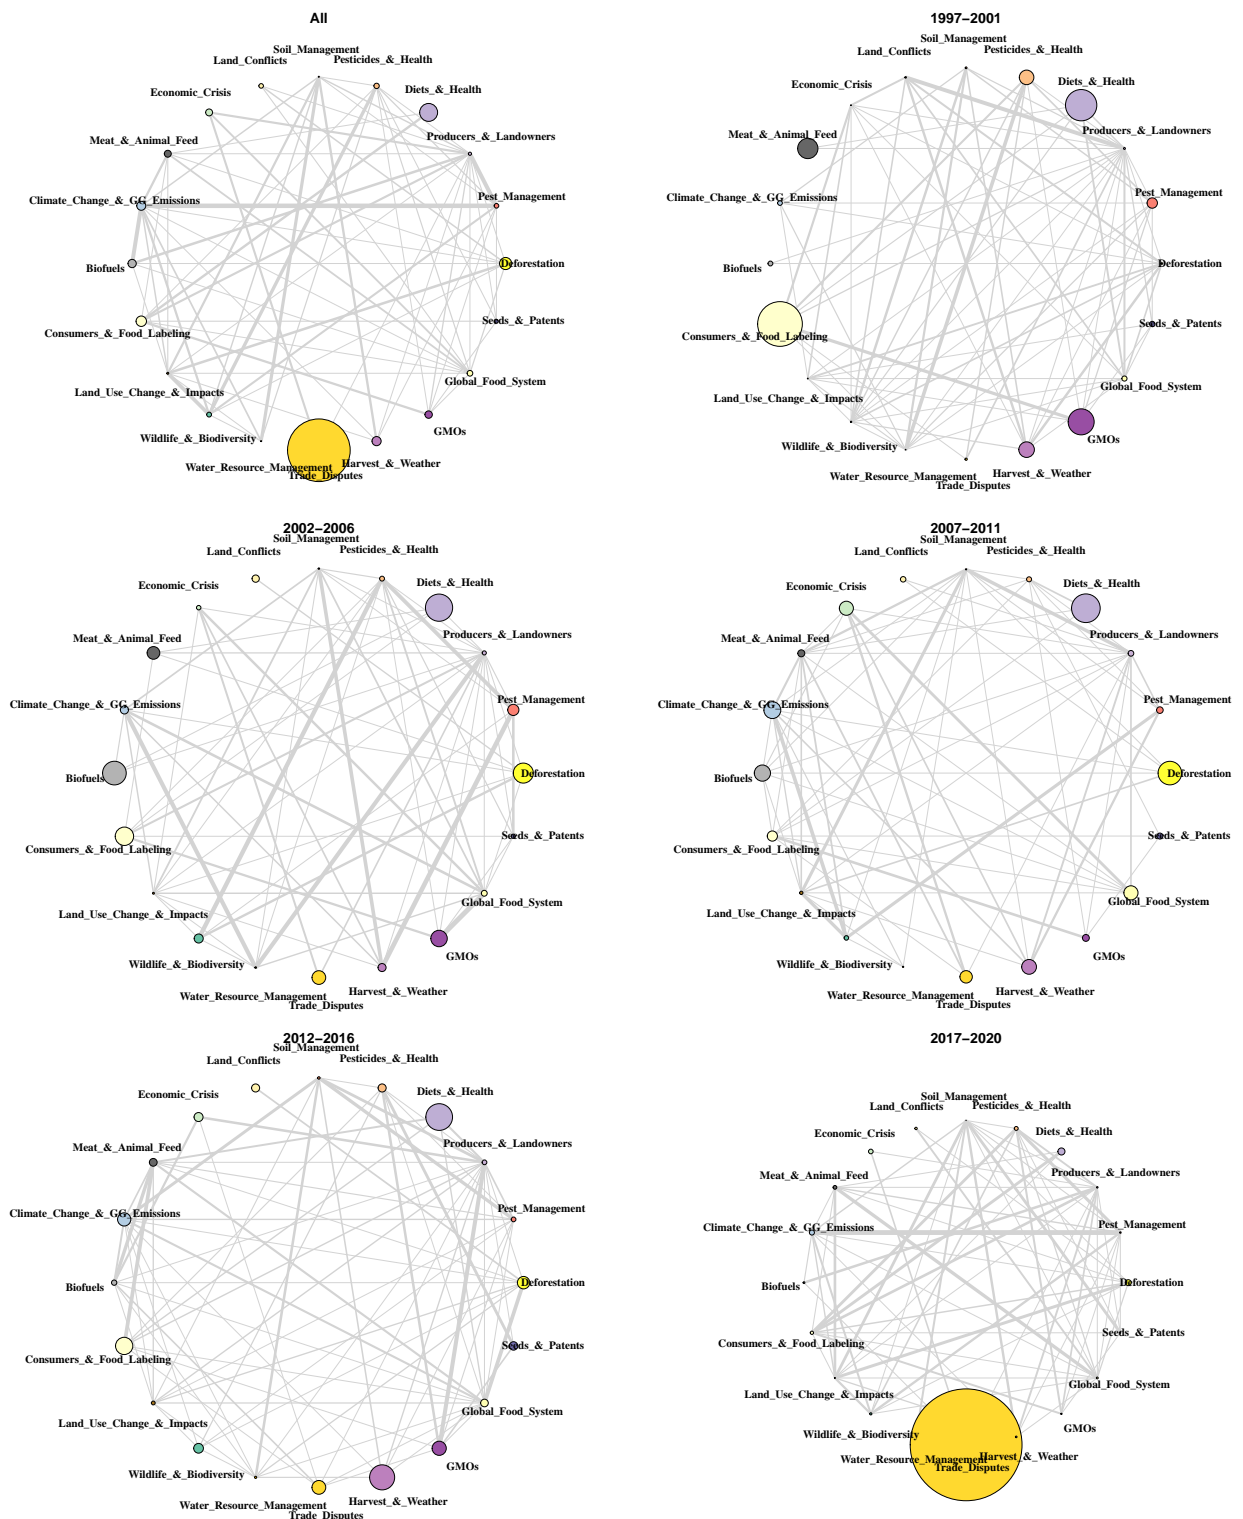 All
Soil_Management
Land_Conflicts
Pesticides_&_Health
Economic_Crisis
Diets_&_Health
Meat_&_Animal_Feed
Producers_&_Landowners
Climate_Change_&_GG_Emissions
Pest_Management
Biofuels
Deforestation
Consumers_&_Food_Labeling
Seeds_&_Patents
Land_Use_Change_&_Impacts
Global_Food_System
Wildlife_&_Biodiversity
GMOs
Water_Resource_Management
Harvest_&_Weather
Trade_Disputes
1997–2001
Soil_Management
Land_Conflicts
Pesticides_&_Health
Economic_Crisis
Diets_&_Health
Meat_&_Animal_Feed
Producers_&_Landowners
Climate_Change_&_GG_Emissions
Pest_Management
Biofuels
Deforestation
Consumers_&_Food_Labeling
Seeds_&_Patents
Land_Use_Change_&_Impacts
Global_Food_System
Wildlife_&_Biodiversity
GMOs
Water_Resource_Management
Harvest_&_Weather
Trade_Disputes
2002–2006
Soil_Management
Land_Conflicts
Pesticides_&_Health
Economic_Crisis
Diets_&_Health
Meat_&_Animal_Feed
Producers_&_Landowners
Climate_Change_&_GG_Emissions
Pest_Management
Biofuels
Deforestation
Consumers_&_Food_Labeling
Seeds_&_Patents
Land_Use_Change_&_Impacts
Global_Food_System
Wildlife_&_Biodiversity
GMOs
Water_Resource_Management
Harvest_&_Weather
Trade_Disputes
2007–2011
Soil_Management
Land_Conflicts
Pesticides_&_Health
Economic_Crisis
Diets_&_Health
Meat_&_Animal_Feed
Producers_&_Landowners
Climate_Change_&_GG_Emissions
Pest_Management
Biofuels
Deforestation
Consumers_&_Food_Labeling
Seeds_&_Patents
Land_Use_Change_&_Impacts
Global_Food_System
Wildlife_&_Biodiversity
GMOs
Water_Resource_Management
Harvest_&_Weather
Trade_Disputes
2012–2016
Soil_Management
Land_Conflicts
Pesticides_&_Health
Economic_Crisis
Diets_&_Health
Meat_&_Animal_Feed
Producers_&_Landowners
Climate_Change_&_GG_Emissions
Pest_Management
Biofuels
Deforestation
Consumers_&_Food_Labeling
Seeds_&_Patents
Land_Use_Change_&_Impacts
Global_Food_System
Wildlife_&_Biodiversity
GMOs
Water_Resource_Management
Harvest_&_Weather
Trade_Disputes
2017–2020
Soil_Management
Land_Conflicts
Pesticides_&_Health
Economic_Crisis
Diets_&_Health
Meat_&_Animal_Feed
Producers_&_Landowners
Climate_Change_&_GG_Emissions
Pest_Management
Biofuels
Deforestation
Consumers_&_Food_Labeling
Seeds_&_Patents
Land_Use_Change_&_Impacts
Global_Food_System
Wildlife_&_Biodiversity
GMOs
Water_Resource_Management
Harvest_&_Weather
Trade_Disputes